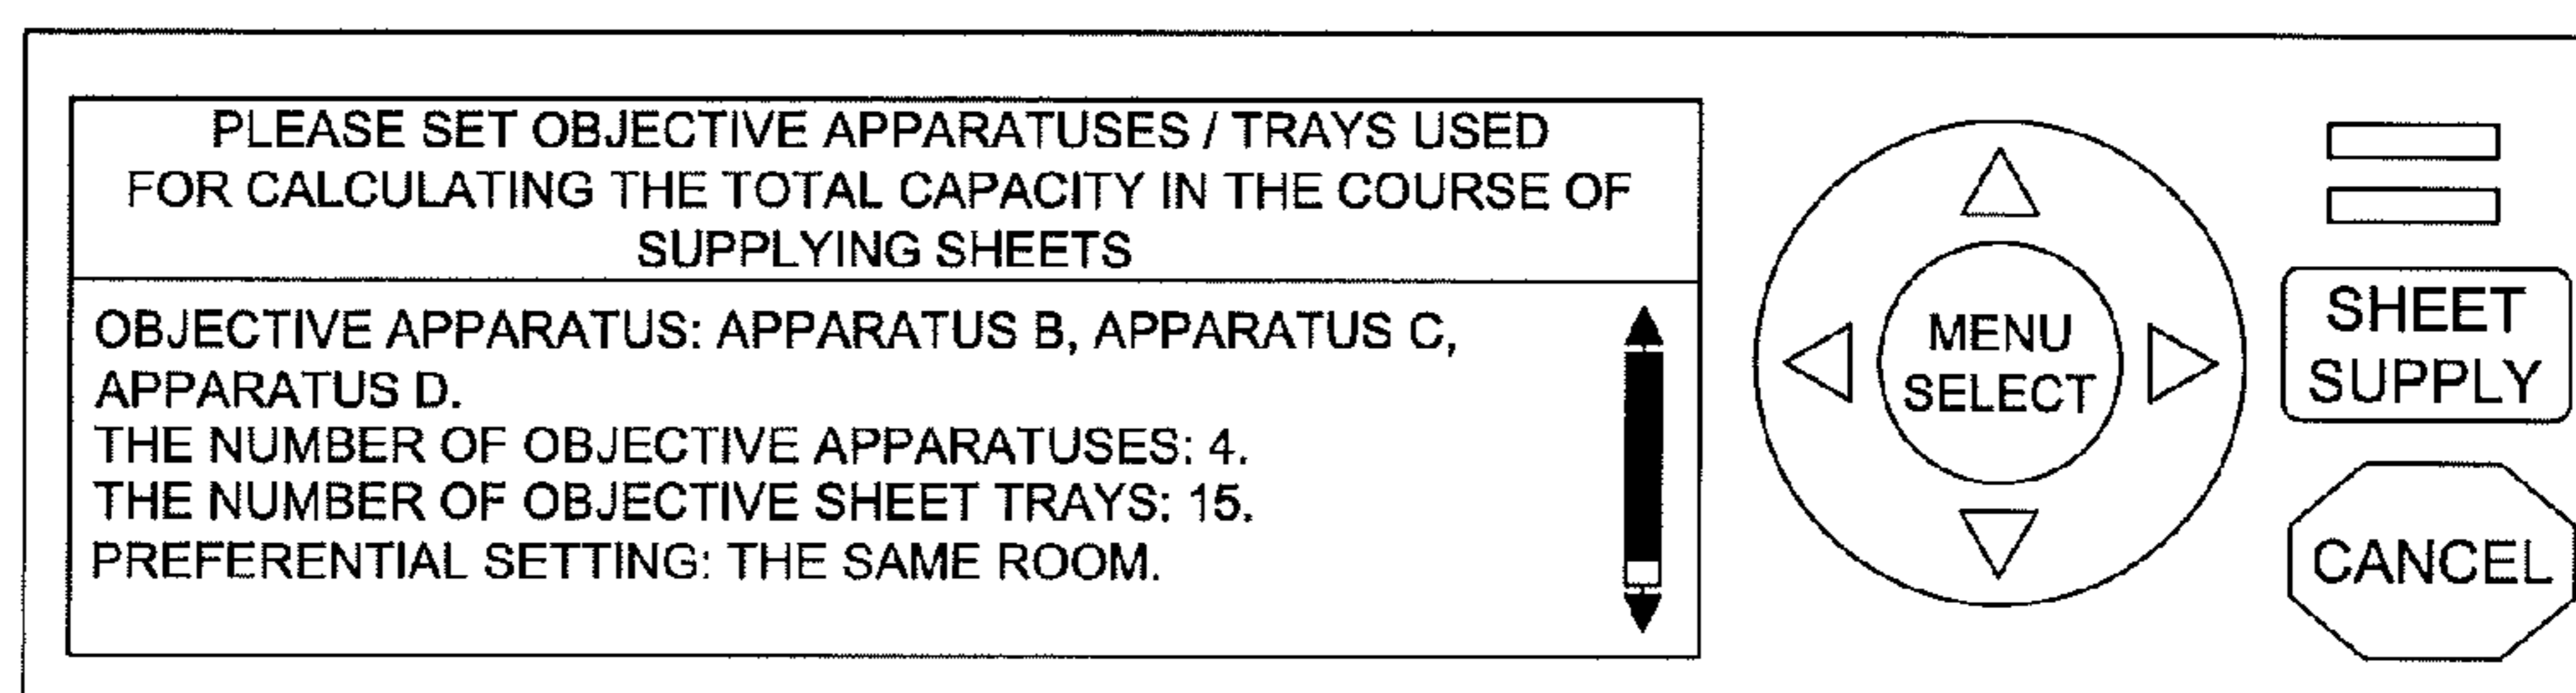 PLEASE SET OBJECTIVE APPARATUSES / TRAYS USED
FOR CALCULATING THE TOTAL CAPACITY IN THE COURSE OF
SUPPLYING SHEETS
OBJECTIVE APPARATUS: APPARATUS B, APPARATUS C,
APPARATUS D.
THE NUMBER OF OBJECTIVE APPARATUSES: 4.
THE NUMBER OF OBJECTIVE SHEET TRAYS: 15.
PREFERENTIAL SETTING: THE SAME ROOM.
MENU
SELECT
SHEET
SUPPLY
CANCEL